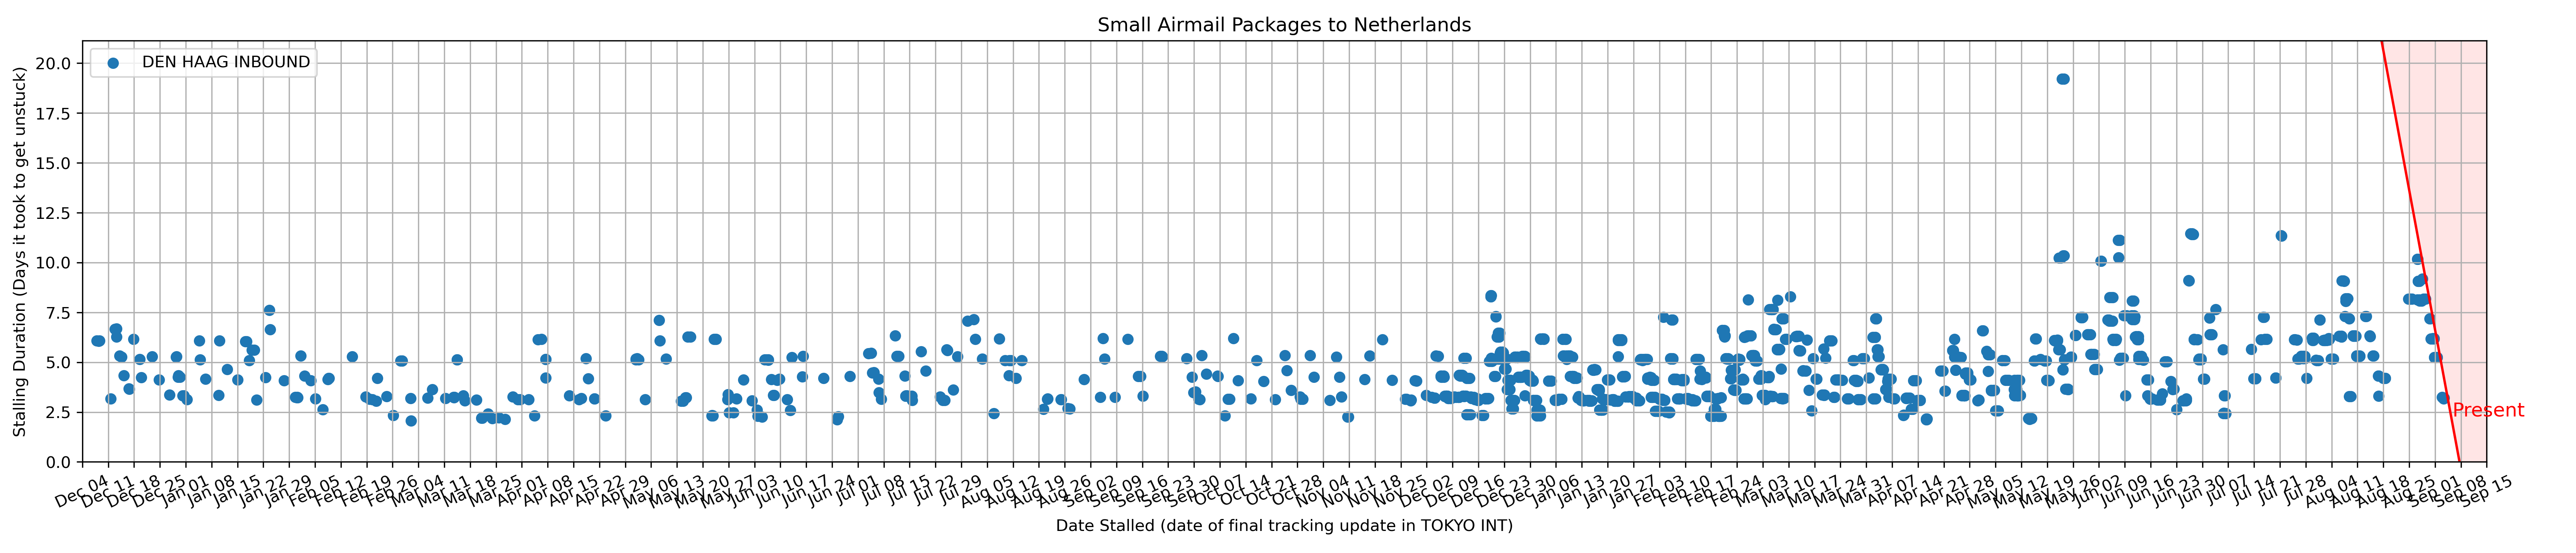 Small Airmail Packages to Netherlands
DEN HAAG INBOUND
Stalling Duration (Days it took to get unstuck)
20.0
17.5
15.0
12.5
10.0
7.5
5.0
2.5
0.0
Present
Dec 04 Dec 11 Dec 18 Dec 25 Jan 01 Jan 08 Jan 15 Jan 22 Jan 29 Feb 05 Feb 12 Feb 19 Feb 26 Mar 04 Mar 11 Mar 18 Mar 25 Apr 01 Apr 08 Apr 15 Apr 22 Apr 29 May 06 May 13 May 20 May 27 Jun 03 Jun 10 Jun 17 Jun 24 Jul 01 Jul 08 Jul 15 Jul 22 Jul 29 Aug 05 Aug 12 Aug 19 Aug 26 Sep 02 Sep 09 Sep 16 Sep 23 Sep 30 Oct 07 Oct 14 Oct 21 Oct 28 Nov 04 Nov 11 Nov 18 Nov 25 Dec 02 Dec 09 Dec 16 Dec 23 Dec 30 Jan 06 Jan 13 Jan 20 Jan 27 Feb 03 Feb 10 Feb 17 Feb 24 Mar 03 Mar 10 Mar 17 Mar 24 Mar 31 Apr 07 Apr 14 Apr 21 Apr 28 May 05 May 12 May 19 May 26 Jun 02 Jun 09 Jun 16 Jun 23 Jun 30 Jul 07 Jul 14 Jul 21 Jul 28 Aug 04 Aug 11 Aug 18 Aug 25 Sep 01 Sep 08 Sep 15
Date Stalled (date of final tracking update in TOKYO INT)